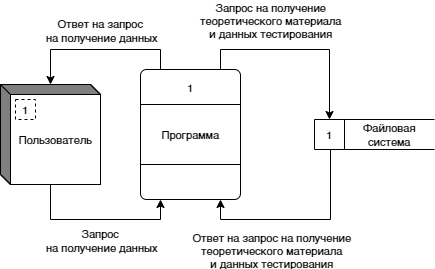 Ответ на запрос
на получение данных
Запрос на получение
теоретического материала
и данных тестирования
1
Пользователь
1
Программа
1
Файловая
система
Запрос
на получение данных
Ответ на запрос на получение
теоретического материала
и данных тестирования